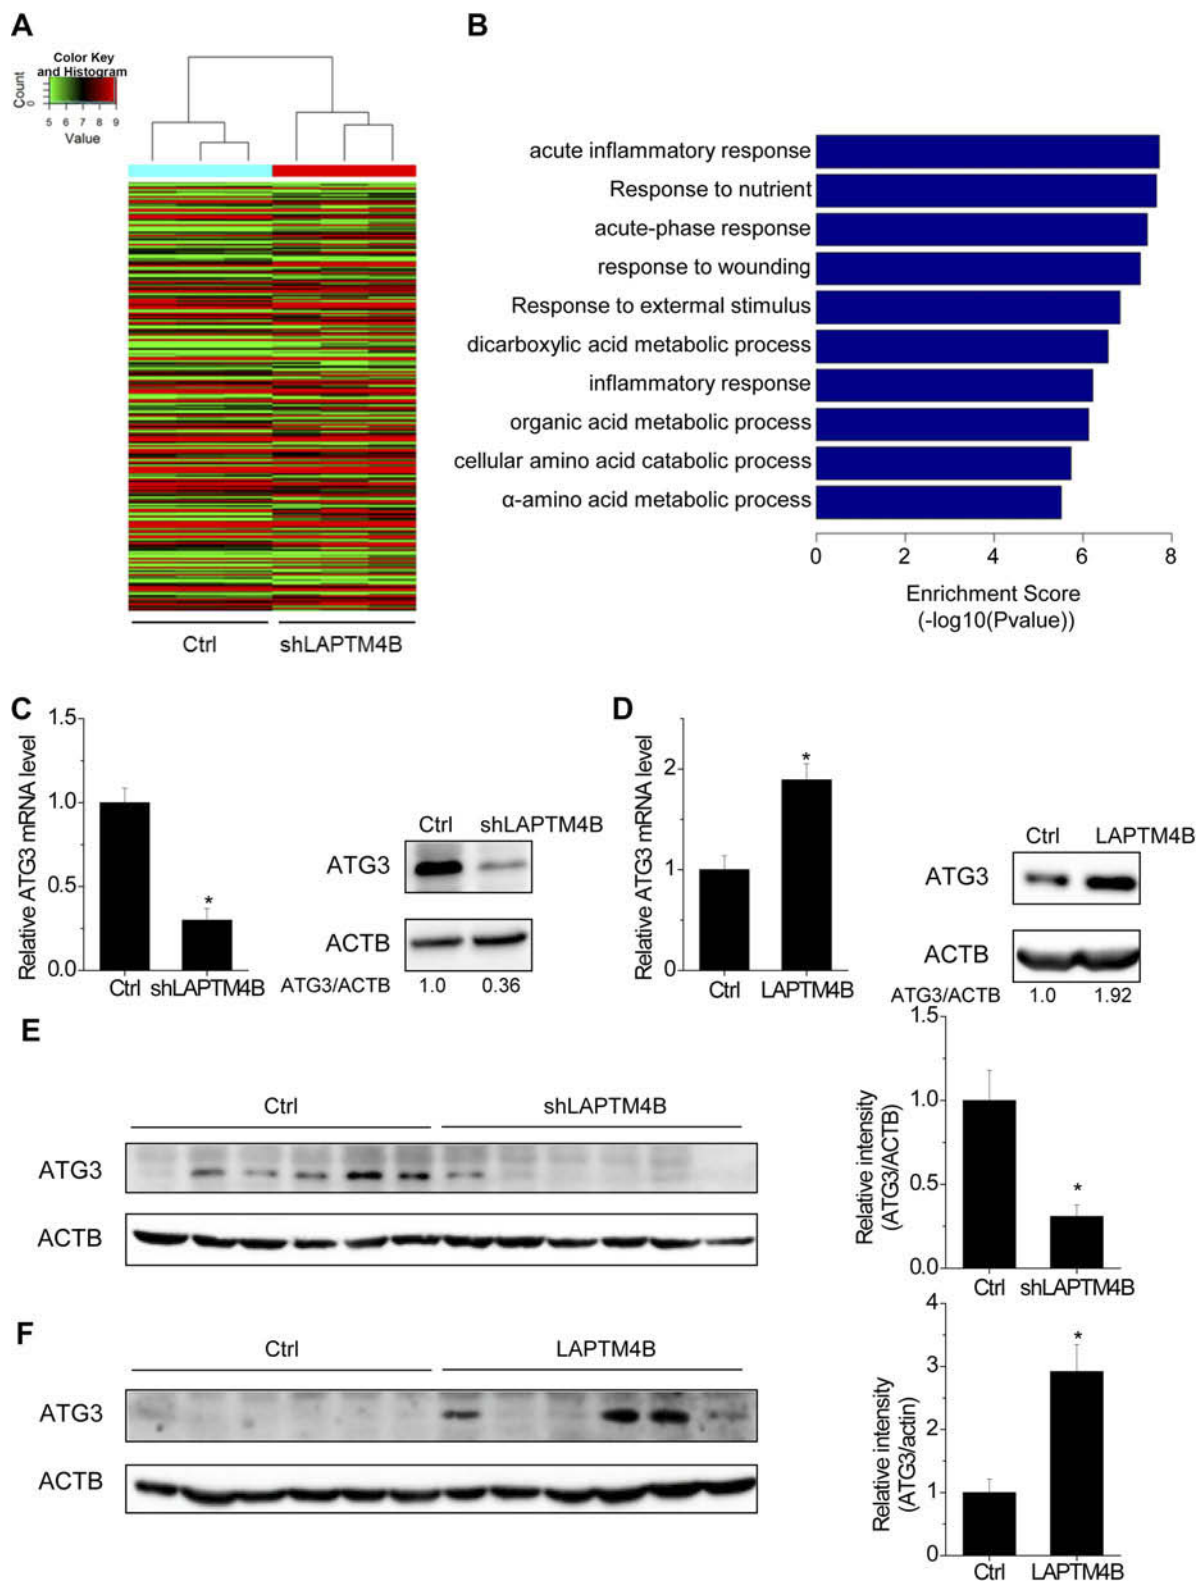 A
Color Key
and Histogram
Count
0
5 6 7 8 9
Value
Ctrl
shLAPTM4B
B
acute inflammatory response
Response to nutrient
acute-phase response
response to wounding
Response to extermal stimulus
dicarboxylic acid metabolic process
inflammatory response
organic acid metabolic process
cellular amino acid catabolic process
α-amino acid metabolic process
0 2 4 6 8
Enrichment Score
(-log10(Pvalue))
C
Relative ATG3 mRNA level
1.5
1.0
0.5
0.0
*
Ctrl shLAPTM4B
Ctrl shLAPTM4B
ATG3
ACTB
ATG3/ACTB 1.0 0.36
D
Relative ATG3 mRNA level
2
1
0
*
Ctrl LAPTM4B
Ctrl LAPTM4B
ATG3
ACTB
ATG3/ACTB 1.0 1.92
E
Ctrl shLAPTM4B
ATG3
ACTB
Relative intensity
(ATG3/ACTB)
1.5
1.0
0.5
0.0
*
Ctrl shLAPTM4B
F
Ctrl LAPTM4B
ATG3
ACTB
Relative intensity
(ATG3/actin)
4
3
2
1
0
*
Ctrl LAPTM4B